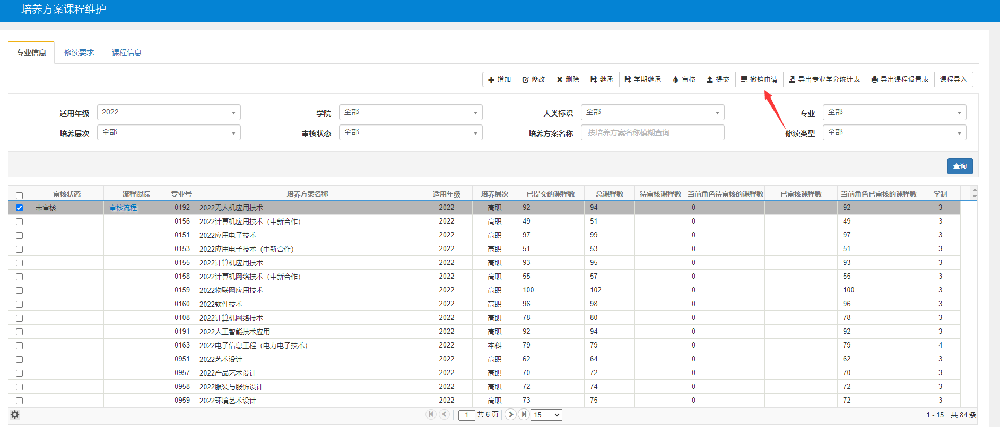 培养方案课程维护
专业信息 修读要求 课程信息
增加 修改 删除 继承 学期继承 审核 提交 撤销申请 导出专业学分统计表 导出课程设置表 课程导入
适用年级 2022 学院 全部 大类标识 全部 专业 全部
培养层次 全部 审核状态 全部 培养方案名称 按培养方案名称模糊查询 修读类型 全部
查询
审核状态 流程跟踪 专业号 培养方案名称 适用年级 培养层次 已提交的课程数 总课程数 待审核课程数 当前角色待审核的课程数 已审核课程数 当前角色已审核的课程数 学制
未审核 审核流程 0192 2022无人机应用技术 2022 高职 92 94 0 92 3
0156 2022计算机应用技术（中新合作） 2022 高职 49 51 0 49 3
0151 2022应用电子技术 2022 高职 97 99 0 97 3
0153 2022应用电子技术（中新合作） 2022 高职 51 53 0 51 3
0155 2022计算机应用技术 2022 高职 93 95 0 93 3
0158 2022计算机网络技术（中新合作） 2022 高职 55 57 0 55 3
0159 2022物联网应用技术 2022 高职 100 102 0 100 3
0160 2022软件技术 2022 高职 96 98 0 96 3
0108 2022计算机网络技术 2022 高职 78 80 0 78 3
0191 2022人工智能技术应用 2022 高职 92 94 0 92 3
0163 2022电子信息工程（电力电子技术） 2022 本科 79 79 0 79 4
0951 2022艺术设计 2022 高职 62 64 0 62 3
0957 2022产品艺术设计 2022 高职 70 72 0 70 3
0958 2022服装与服饰设计 2022 高职 72 74 0 72 3
0959 2022环境艺术设计 2022 高职 73 75 0 72 3
1 共 6 页 15 1 - 15 共 84 条